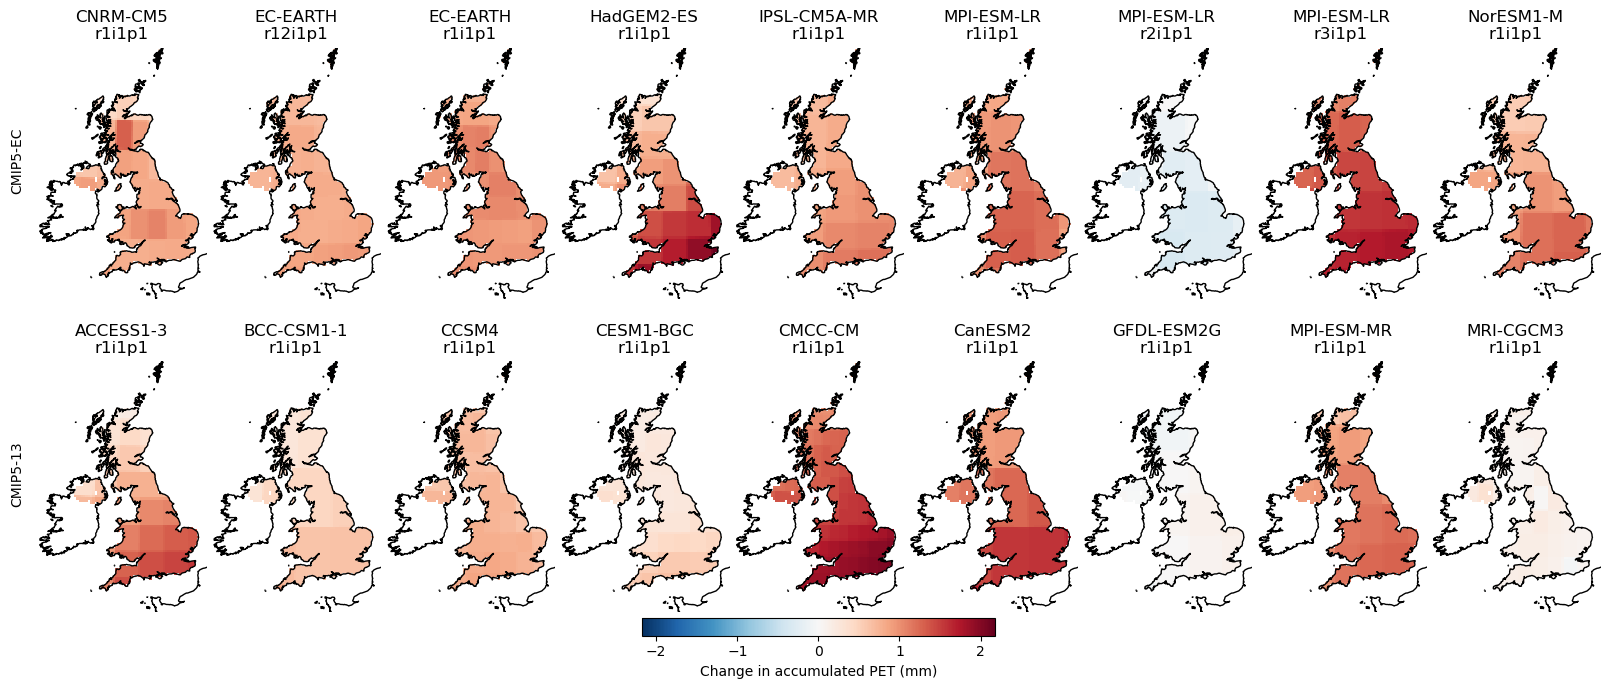 CNRM-CM5 EC-EARTH EC-EARTH HadGEM2-ES IPSL-CM5A-MR MPI-ESM-LR MPI-ESM-LR MPI-ESM-LR NorESM1-M
r1i1p1 r12i1p1 r1i1p1 r1i1p1 r1i1p1 r1i1p1 r2i1p1 r3i1p1 r1i1p1
CMIP5-EC
ACCESS1-3 BCC-CSM1-1 CCSM4 CESM1-BGC CMCC-CM CanESM2 GFDL-ESM2G MPI-ESM-MR MRI-CGCM3
r1i1p1 r1i1p1 r1i1p1 r1i1p1 r1i1p1 r1i1p1 r1i1p1 r1i1p1 r1i1p1
CMIP5-13
−2 −1 0 1 2
Change in accumulated PET (mm)